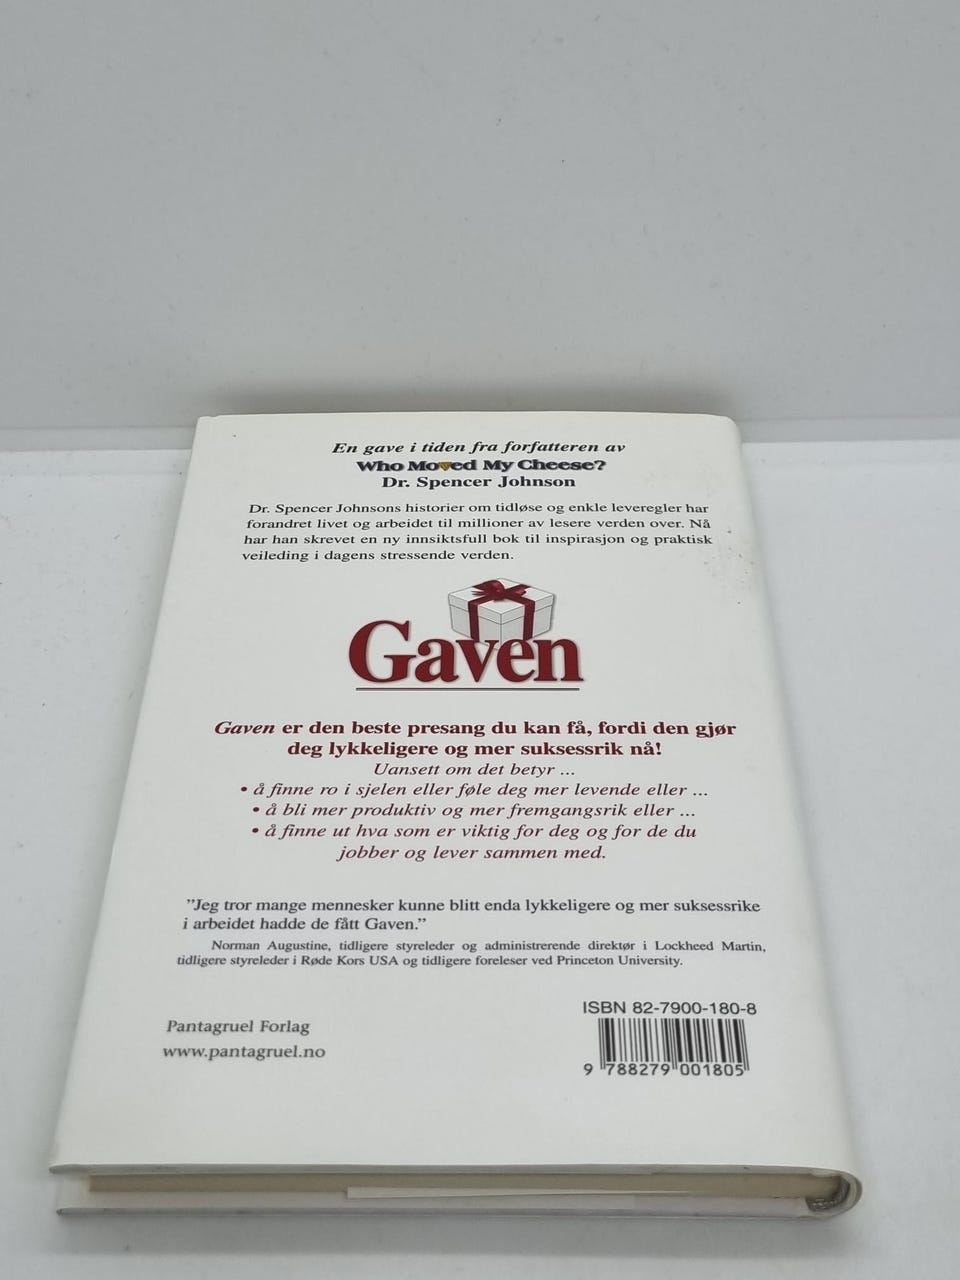 En gave i tiden fra forfatteren av
Who Moved My Cheese?
Dr. Spencer Johnson
Dr. Spencer Johnsons historier om tidløse og enkle leveregler har
forandret livet og arbeidet til millioner av lesere verden over. Nå
har han skrevet en ny innsiktsfull bok til inspirasjon og praktisk
veileding i dagens stressende verden.
Gaven
Gaven er den beste presang du kan få, fordi den gjør
deg lykkeligere og mer suksessrik nå!
Uansett om det betyr ...
• å finne ro i sjelen eller føle deg mer levende eller ...
• å bli mer produktiv og mer fremgangsrik eller ...
• å finne ut hva som er viktig for deg og for de du
jobber og lever sammen med.
"Jeg tror mange mennesker kunne blitt enda lykkeligere og mer suksessrike
i arbeidet hadde de fått Gaven."
Norman Augustine, tidligere styreleder og administrerende direktør i Lockheed Martin,
tidligere styreleder i Røde Kors USA og tidligere foreleser ved Princeton University.
ISBN 82-7900-180-8
Pantagruel Forlag
www.pantagruel.no
9 788279 001805